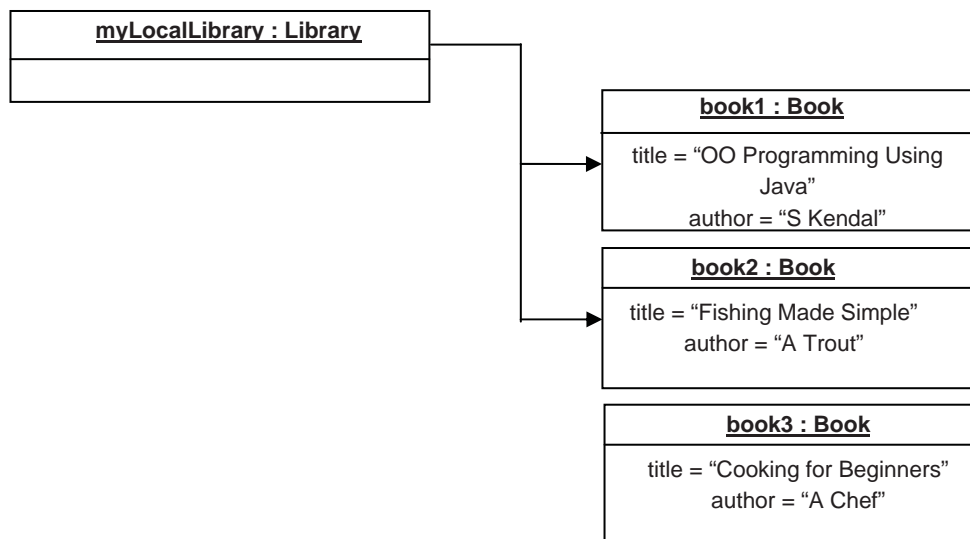 myLocalLibrary : Library
book1 : Book
title = “OO Programming Using
Java”
author = “S Kendal”
book2 : Book
title = “Fishing Made Simple”
author = “A Trout”
book3 : Book
title = “Cooking for Beginners”
author = “A Chef”